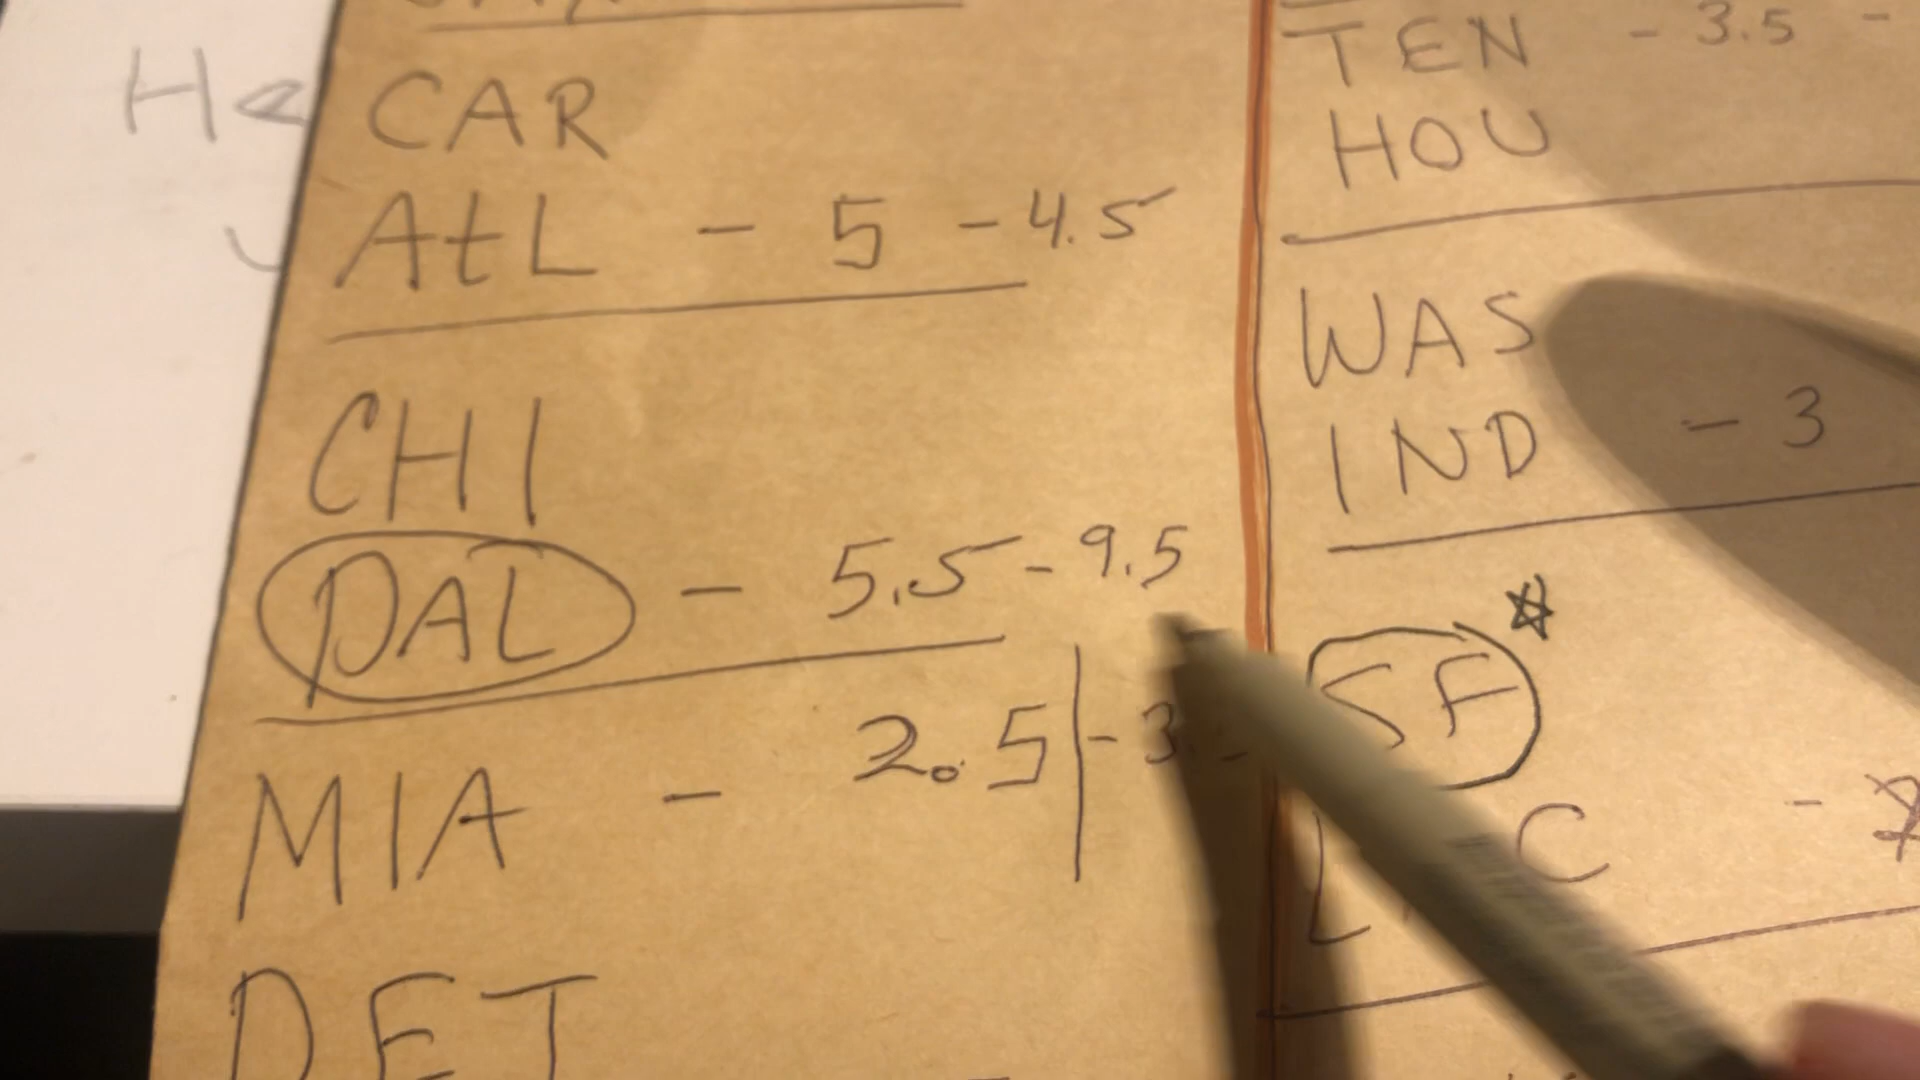 He
CAR
AtL - 5 - 4.5
CHI
DAL - 5.5 - 9.5
MIA - 2.5 | - 3
DET
TEN - 3.5 -
HOU
WAS
IND - 3
SF
L C -